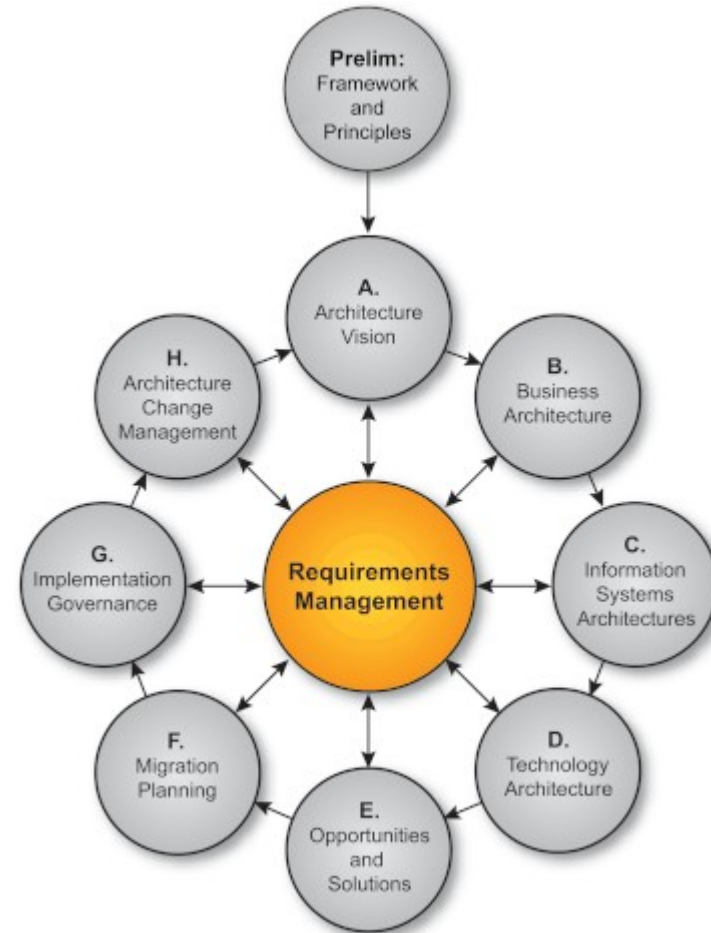 Prelim:
Framework
and
Principles
A.
Architecture
Vision
B.
Business
Architecture
C.
Information
Systems
Architectures
D.
Technology
Architecture
E.
Opportunities
and
Solutions
F.
Migration
Planning
G.
Implementation
Governance
H.
Architecture
Change
Management
Requirements
Management